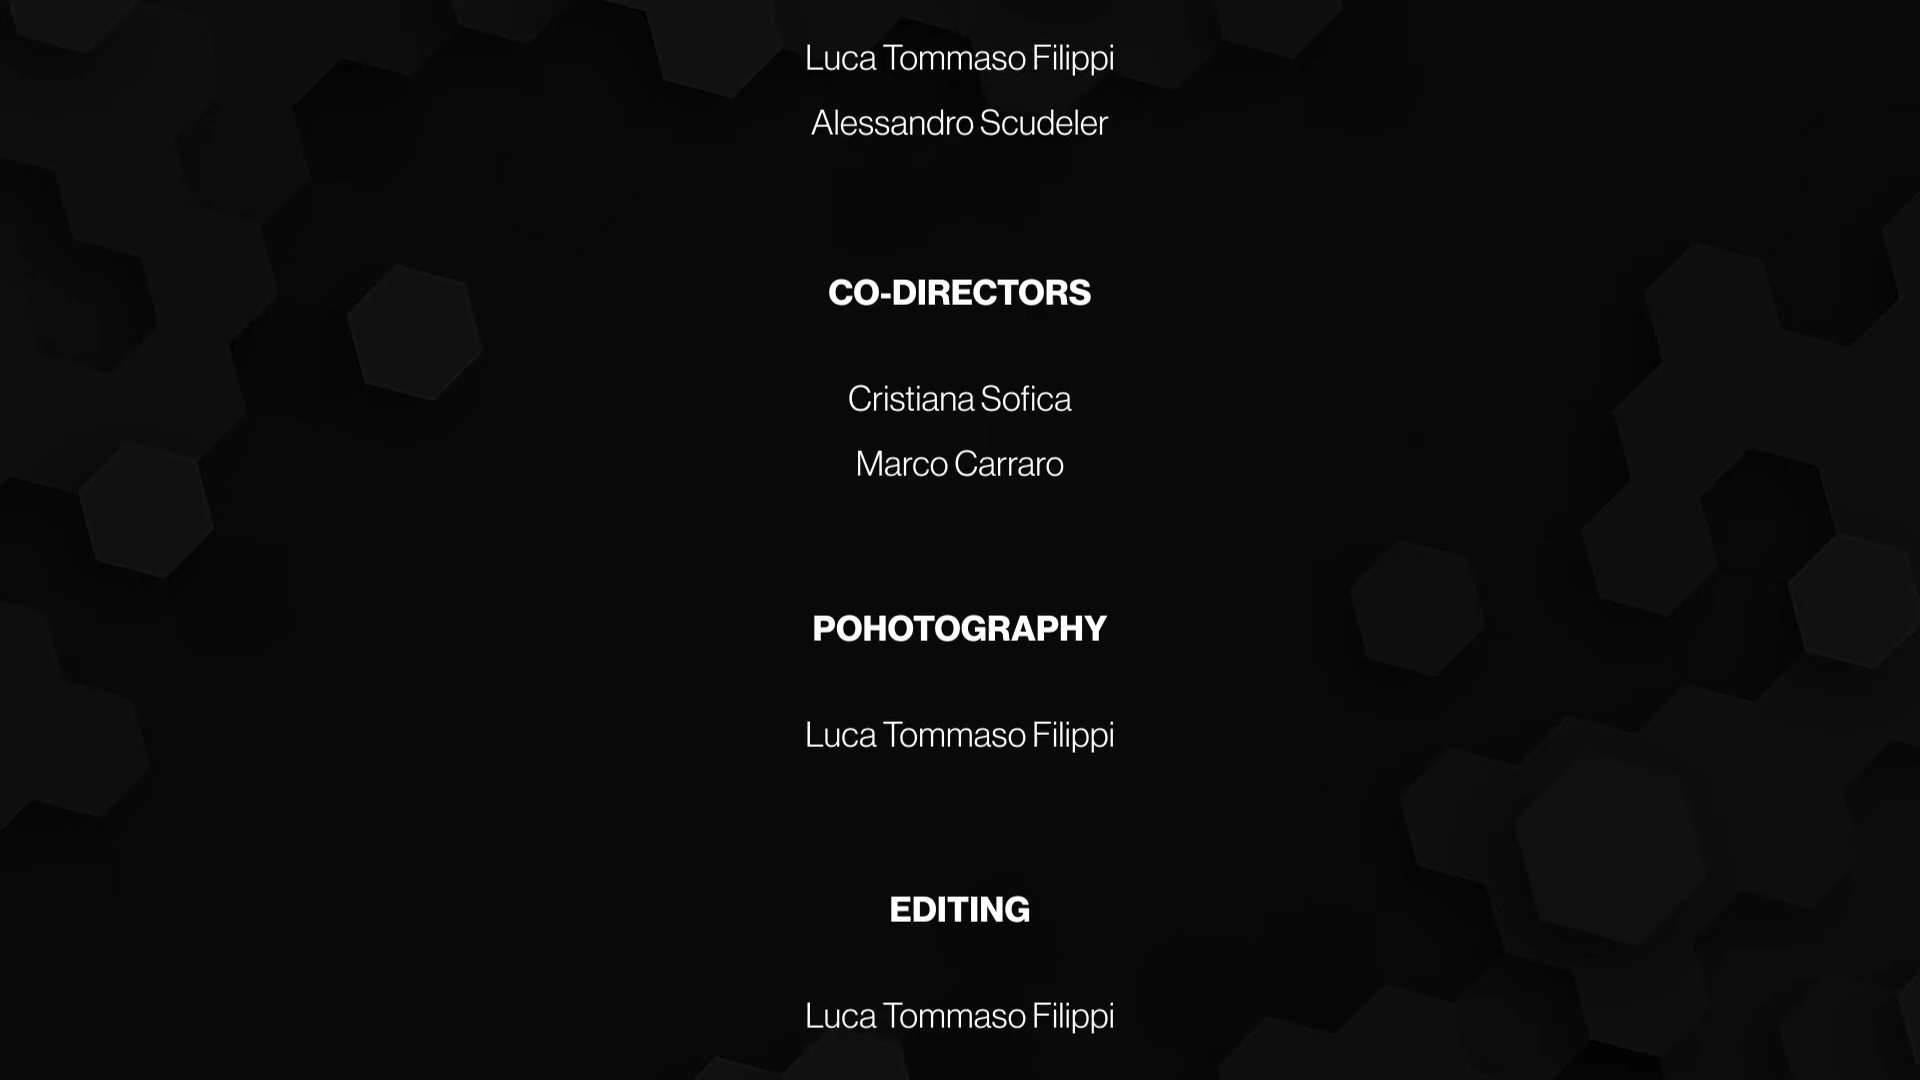 Luca Tommaso Filippi
Alessandro Scudeler
CO-DIRECTORS
Cristiana Sofica
Marco Carraro
POHOTOGRAPHY
Luca Tommaso Filippi
EDITING
Luca Tommaso Filippi